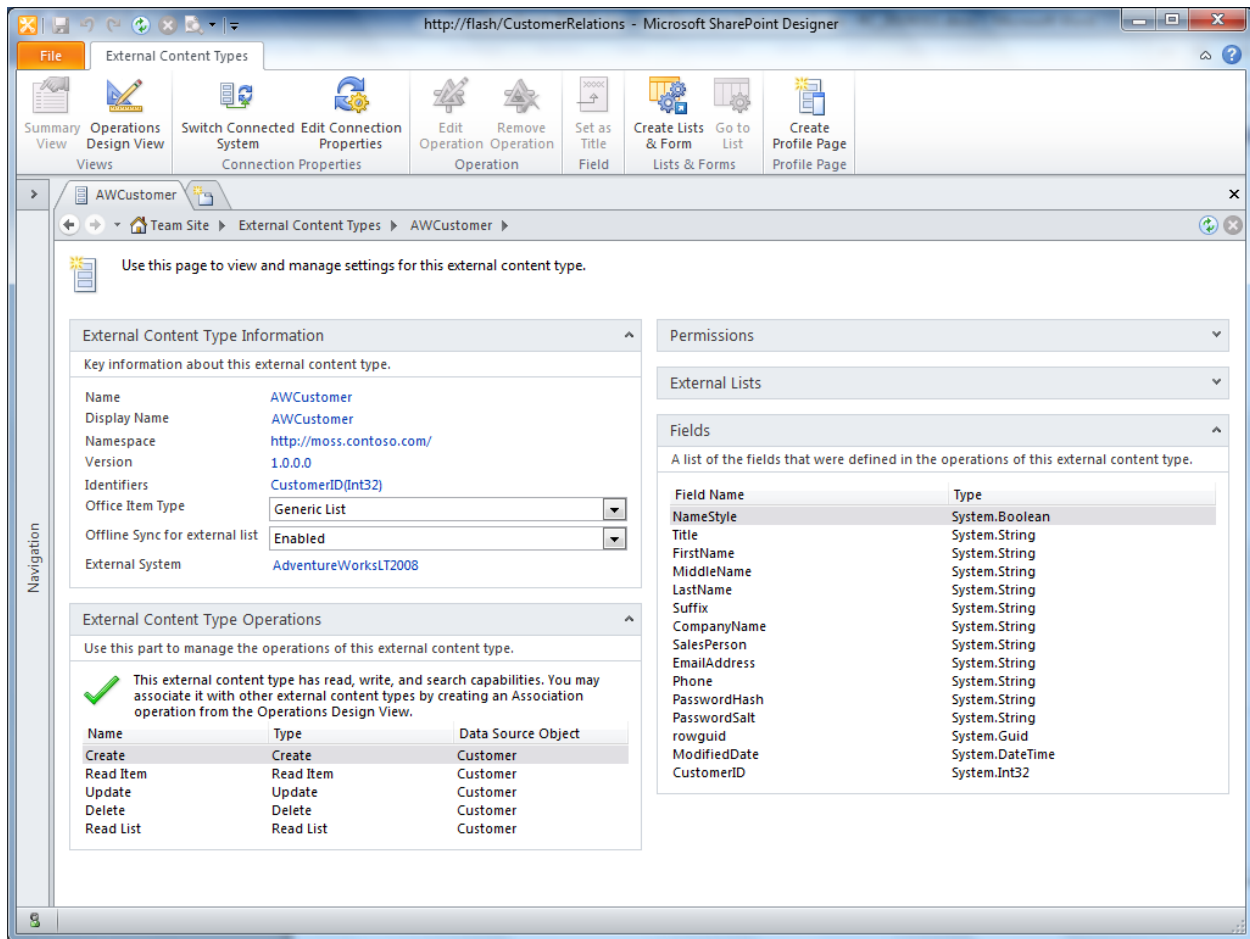 http://flash/CustomerRelations - Microsoft SharePoint Designer
File
External Content Types
Summary View
Operations Design View
Views
Switch Connected System
Edit Connection Properties
Connection Properties
Edit Operation
Remove Operation
Operation
Set as Title
Field
Create Lists & Form
Go to List
Lists & Forms
Create Profile Page
Profile Page
AWCustomer
Team Site External Content Types AWCustomer
Navigation
Use this page to view and manage settings for this external content type.
External Content Type Information
Key information about this external content type.
Name AWCustomer
Display Name AWCustomer
Namespace http://moss.contoso.com/
Version 1.0.0.0
Identifiers CustomerID(Int32)
Office Item Type Generic List
Offline Sync for external list Enabled
External System AdventureWorksLT2008
External Content Type Operations
Use this part to manage the operations of this external content type.
This external content type has read, write, and search capabilities. You may
associate it with other external content types by creating an Association
operation from the Operations Design View.
Name Type Data Source Object
Create Create Customer
Read Item Read Item Customer
Update Update Customer
Delete Delete Customer
Read List Read List Customer
Permissions
External Lists
Fields
A list of the fields that were defined in the operations of this external content type.
Field Name Type
NameStyle System.Boolean
Title System.String
FirstName System.String
MiddleName System.String
LastName System.String
Suffix System.String
CompanyName System.String
SalesPerson System.String
EmailAddress System.String
Phone System.String
PasswordHash System.String
PasswordSalt System.String
rowguid System.Guid
ModifiedDate System.DateTime
CustomerID System.Int32